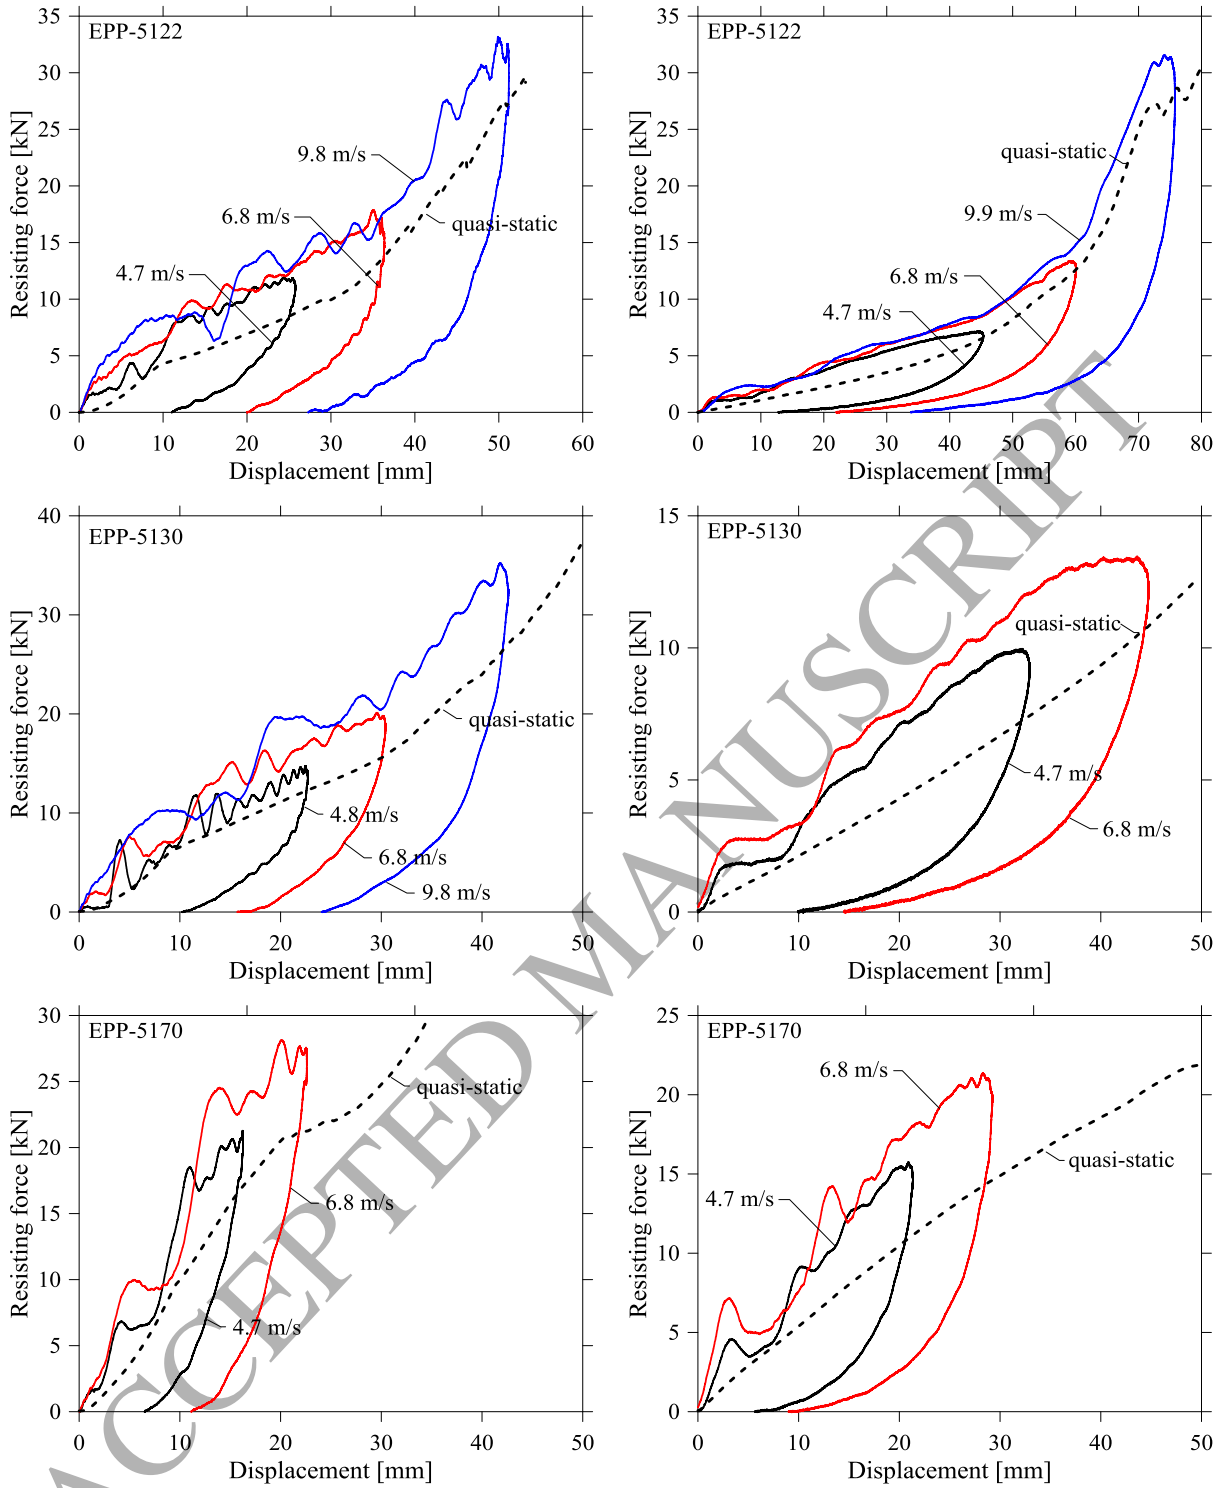 EPP-5122
35
30
25
20
15
10
5
0
9.8 m/s
6.8 m/s
4.7 m/s
quasi-static
0 10 20 30 40 50 60
Displacement [mm]
Resisting force [kN]
EPP-5122
35
30
25
20
15
10
5
0
quasi-static
9.9 m/s
6.8 m/s
4.7 m/s
0 10 20 30 40 50 60 70 80
Displacement [mm]
Resisting force [kN]
EPP-5130
40
30
20
10
0
quasi-static
4.8 m/s
6.8 m/s
9.8 m/s
0 10 20 30 40 50
Displacement [mm]
Resisting force [kN]
EPP-5130
15
10
5
0
quasi-static
4.7 m/s
6.8 m/s
0 10 20 30 40 50
Displacement [mm]
Resisting force [kN]
EPP-5170
30
25
20
15
10
5
0
quasi-static
6.8 m/s
4.7 m/s
0 10 20 30 40 50
Displacement [mm]
Resisting force [kN]
EPP-5170
25
20
15
10
5
0
6.8 m/s
quasi-static
4.7 m/s
0 10 20 30 40 50
Displacement [mm]
Resisting force [kN]
ACCEPTED MANUSCRIPT